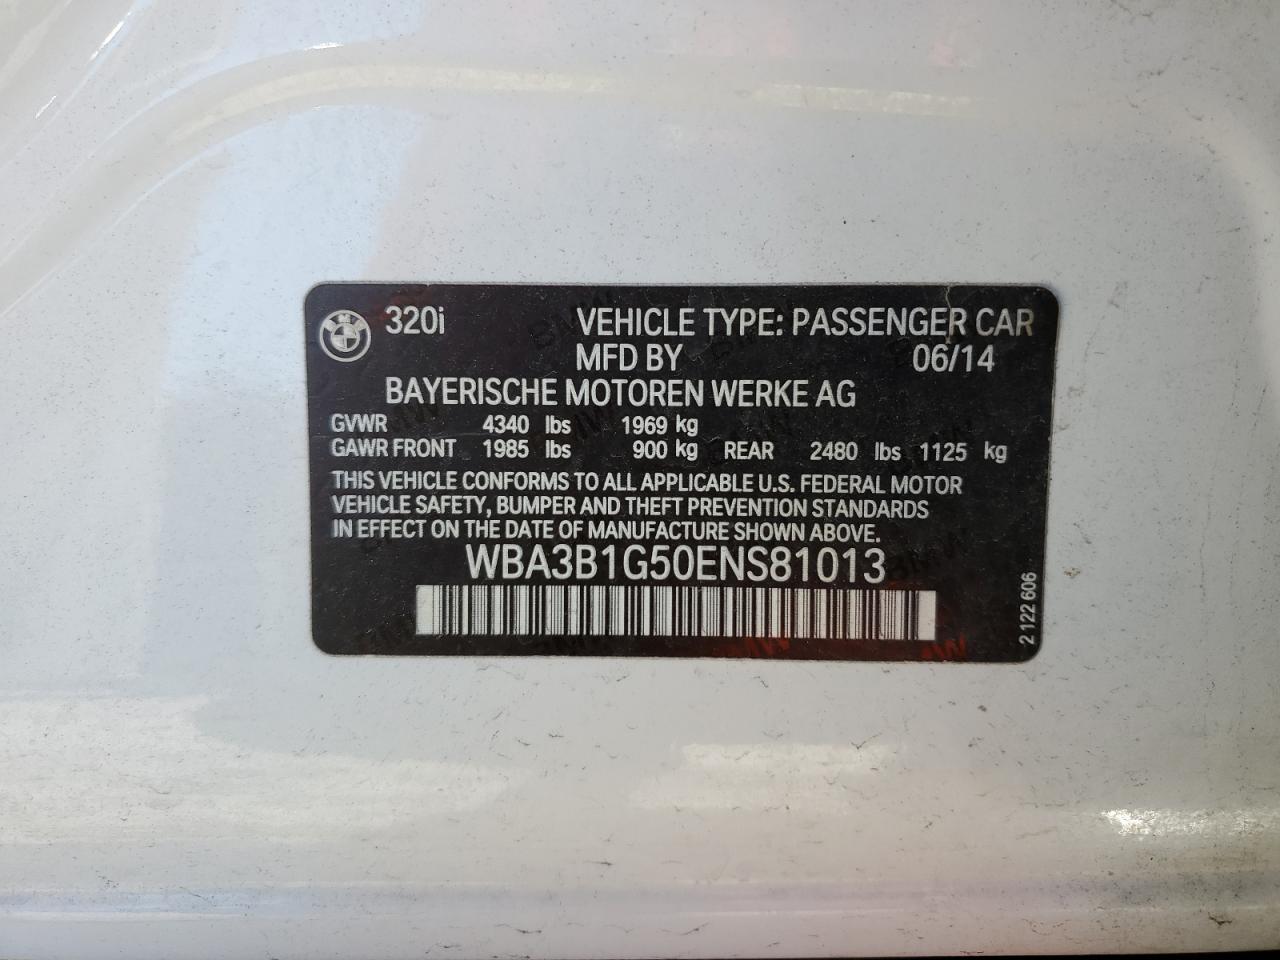 320i VEHICLE TYPE: PASSENGER CAR
MFD BY 06/14
BAYERISCHE MOTOREN WERKE AG
GVWR 4340 lbs 1969 kg
GAWR FRONT 1985 lbs 900 kg REAR 2480 lbs 1125 kg
THIS VEHICLE CONFORMS TO ALL APPLICABLE U.S. FEDERAL MOTOR
VEHICLE SAFETY, BUMPER AND THEFT PREVENTION STANDARDS
IN EFFECT ON THE DATE OF MANUFACTURE SHOWN ABOVE.
WBA3B1G50ENS81013
2 122 606